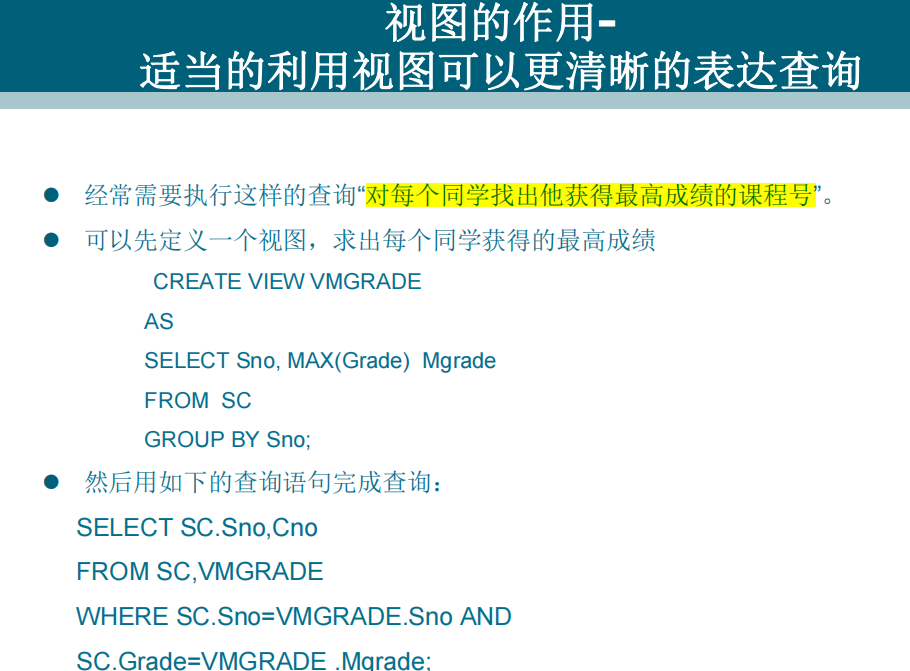 视图的作用-
适当的利用视图可以更清晰的表达查询
● 经常需要执行这样的查询“对每个同学找出他获得最高成绩的课程号”。
● 可以先定义一个视图，求出每个同学获得的最高成绩
CREATE VIEW VMGRADE
AS
SELECT Sno, MAX(Grade) Mgrade
FROM SC
GROUP BY Sno;
● 然后用如下的查询语句完成查询：
SELECT SC.Sno,Cno
FROM SC,VMGRADE
WHERE SC.Sno=VMGRADE.Sno AND
SC.Grade=VMGRADE .Mgrade;